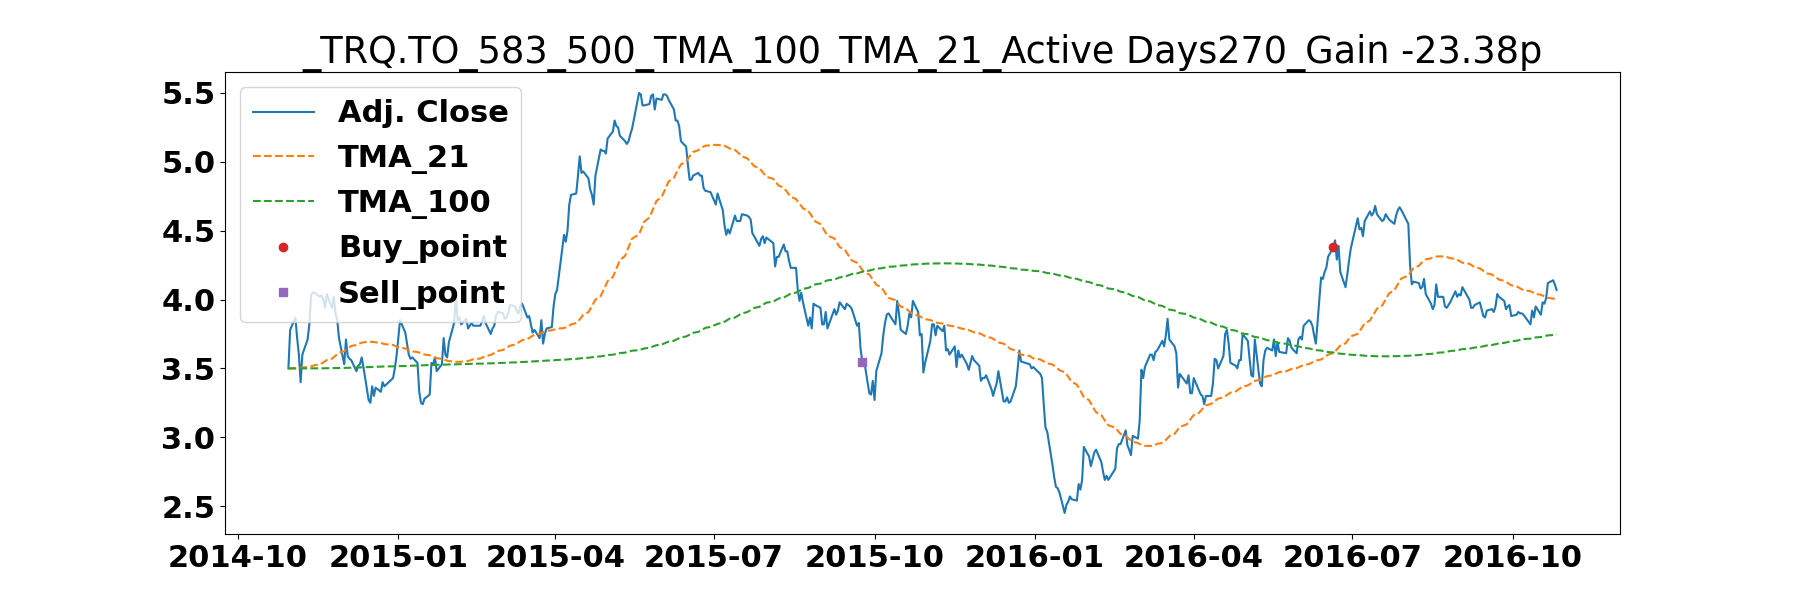 _TRQ.TO_583_500_TMA_100_TMA_21_Active Days270_Gain -23.38p
5.5
5.0
4.5
4.0
3.5
3.0
2.5
Adj. Close
TMA_21
TMA_100
Buy_point
Sell_point
2014-10 2015-01 2015-04 2015-07 2015-10 2016-01 2016-04 2016-07 2016-10